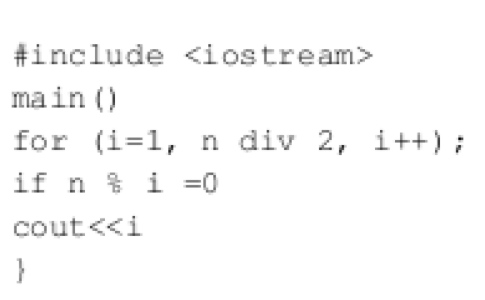 #include <iostream>
main()
for (i=1, n div 2, i++);
if n % i =0
cout<<i
}